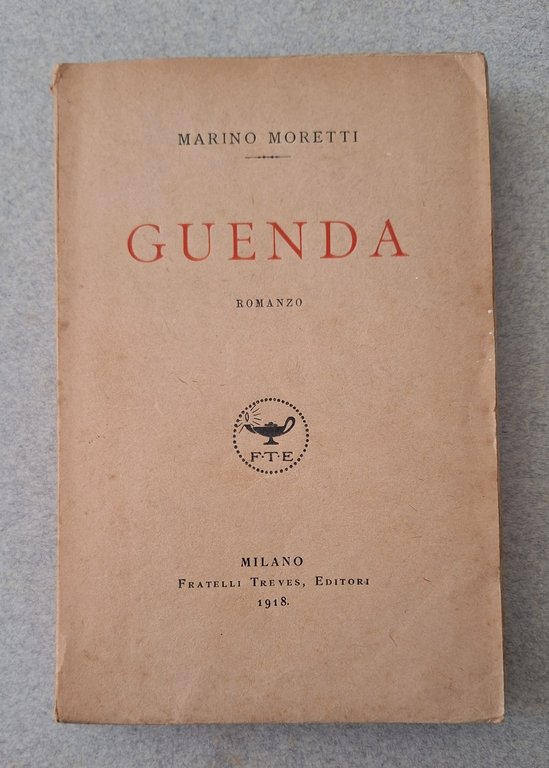 MARINO MORETTI
GUENDA
ROMANZO
F·T·E
MILANO
FRATELLI TREVES, EDITORI
1918.